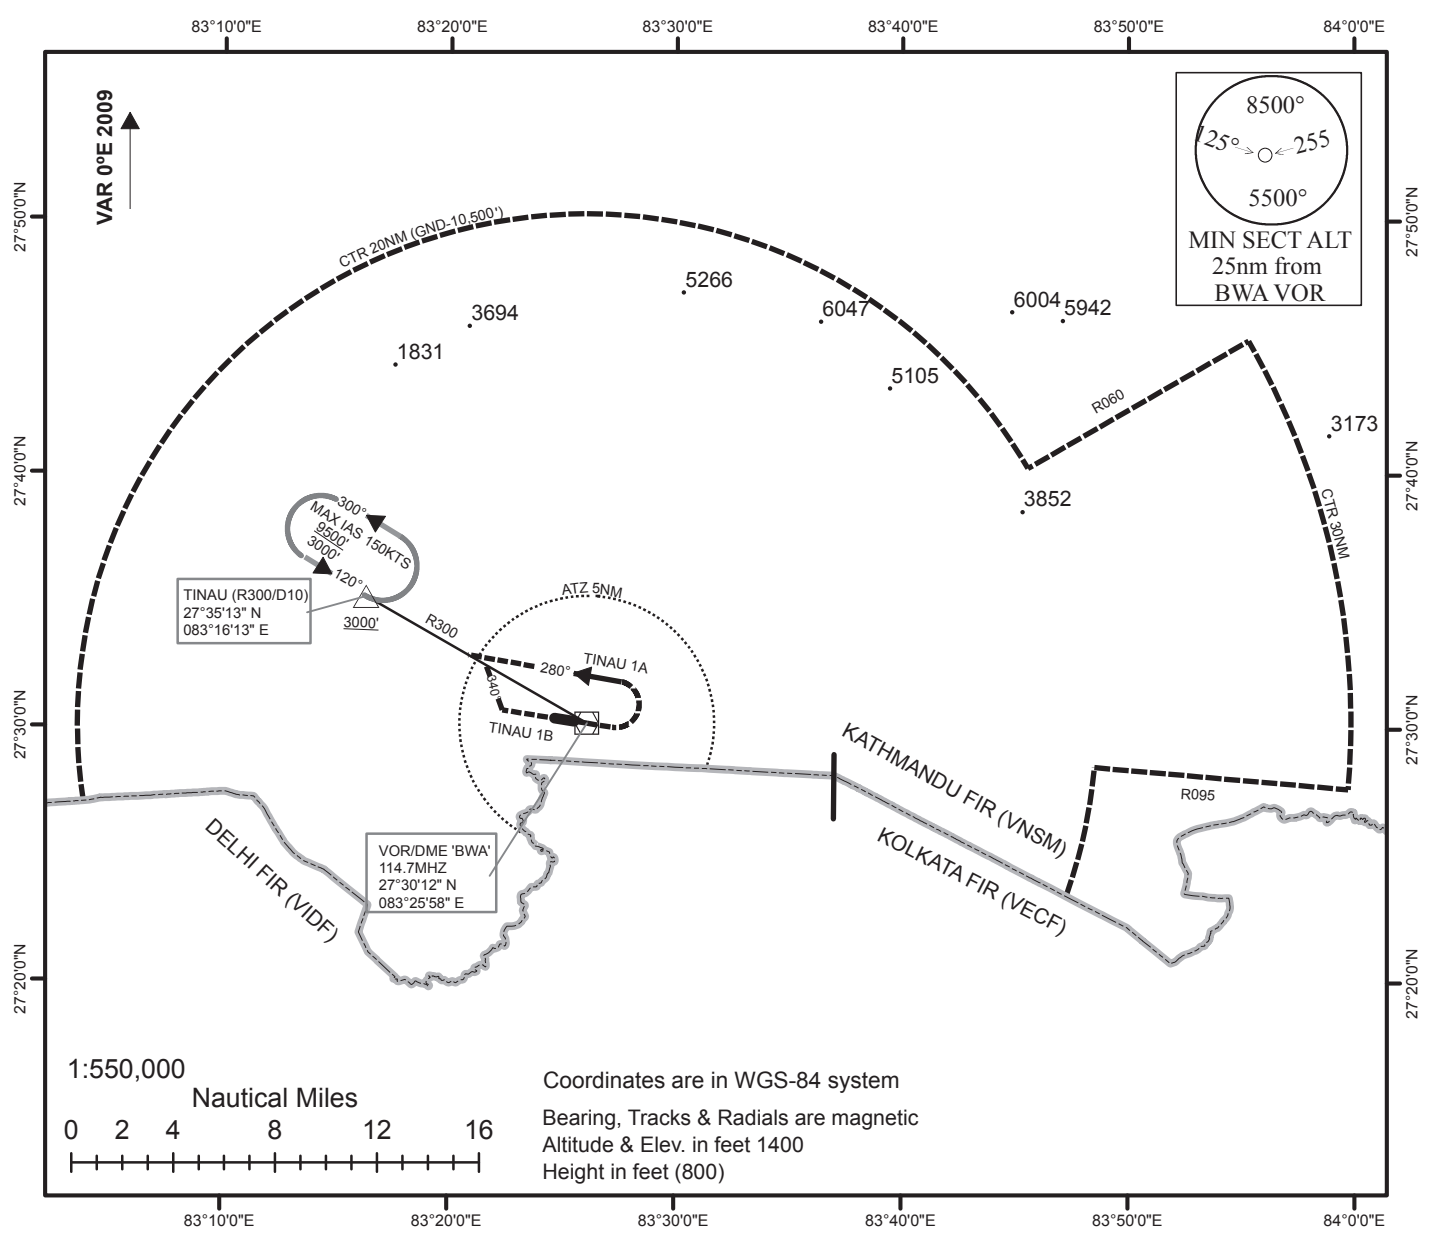 83°10'0"E
83°20'0"E
83°30'0"E
83°40'0"E
83°50'0"E
84°0'0"E
VAR 0ºE 2009
8500°
125°
255
5500°
MIN SECT ALT
25nm from
BWA VOR
27°50'0"N
27°50'0"N
CTR 20NM (GND-10,500')
5266
3694
6047
6004
5942
1831
5105
R060
3173
27°40'0"N
27°40'0"N
3852
CTR 30NM
300°
MAX IAS 150KTS
9500'
3000'
120°
TINAU (R300/D10)
27°35'13" N
083°16'13" E
3000'
R300
ATZ 5NM
280°
TINAU 1A
340°
TINAU 1B
27°30'0"N
27°30'0"N
KATHMANDU FIR (VNSM)
KOLKATA FIR (VECF)
R095
DELHI FIR (VIDF)
VOR/DME 'BWA'
114.7MHZ
27°30'12" N
083°25'58" E
27°20'0"N
27°20'0"N
1:550,000
Nautical Miles
0 2 4 8 12 16
Coordinates are in WGS-84 system
Bearing, Tracks & Radials are magnetic
Altitude & Elev. in feet 1400
Height in feet (800)
83°10'0"E
83°20'0"E
83°30'0"E
83°40'0"E
83°50'0"E
84°0'0"E